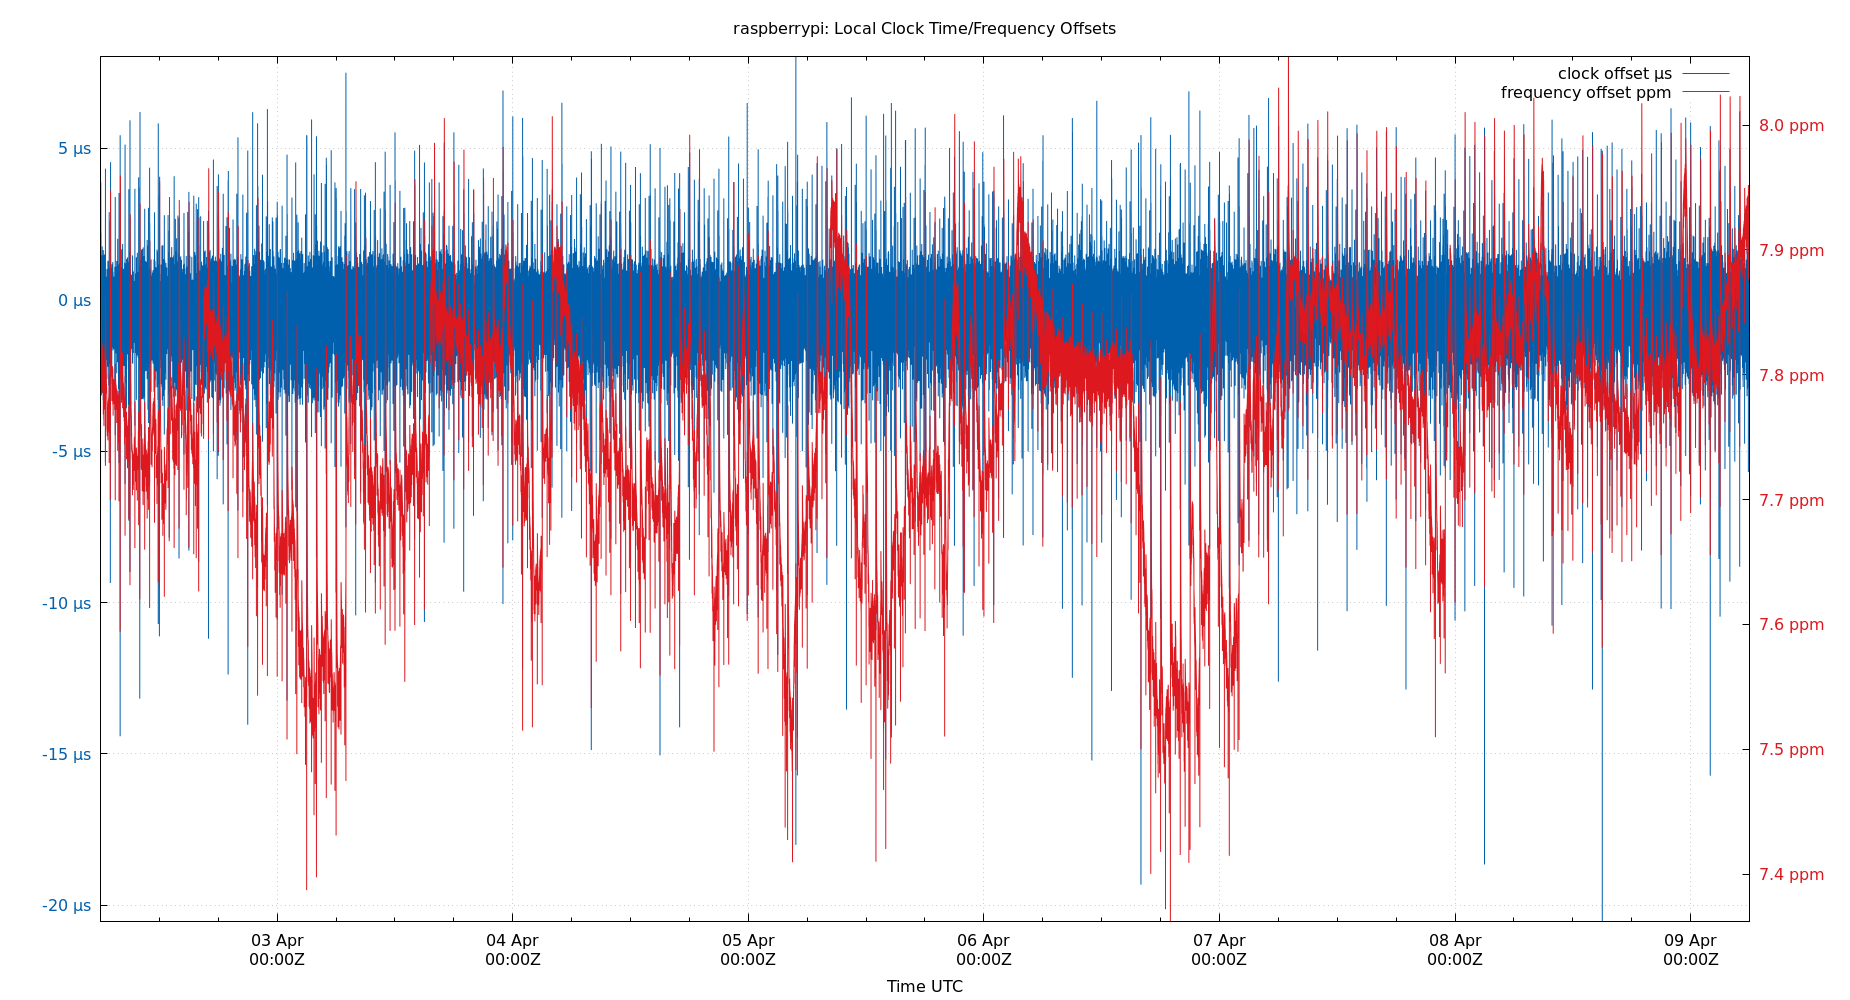 raspberrypi: Local Clock Time/Frequency Offsets
clock offset µs
frequency offset ppm
5 µs
0 µs
-5 µs
-10 µs
-15 µs
-20 µs
8.0 ppm
7.9 ppm
7.8 ppm
7.7 ppm
7.6 ppm
7.5 ppm
7.4 ppm
03 Apr
00:00Z
04 Apr
00:00Z
05 Apr
00:00Z
06 Apr
00:00Z
07 Apr
00:00Z
08 Apr
00:00Z
09 Apr
00:00Z
Time UTC